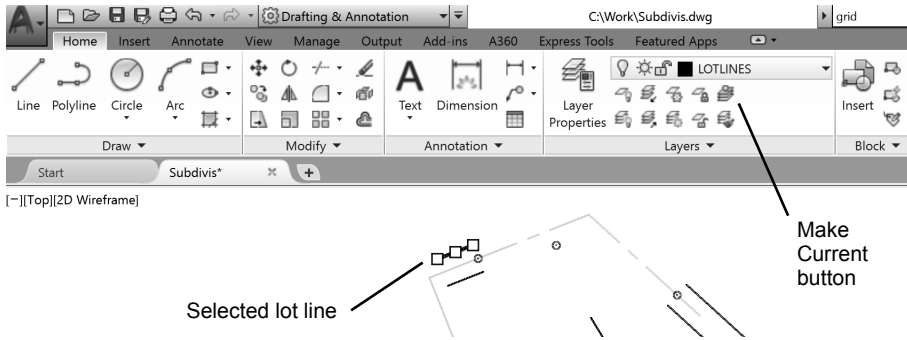 A
Drafting & Annotation
C:\Work\Subdivis.dwg
grid
Home Insert Annotate View Manage Output Add-ins A360 Express Tools Featured Apps
A
LOTLINES
Line Polyline Circle Arc Text Dimension Layer Properties Insert
Draw Modify Annotation Layers Block
Start Subdivis* +
[−][Top][2D Wireframe]
Make
Current
button
Selected lot line